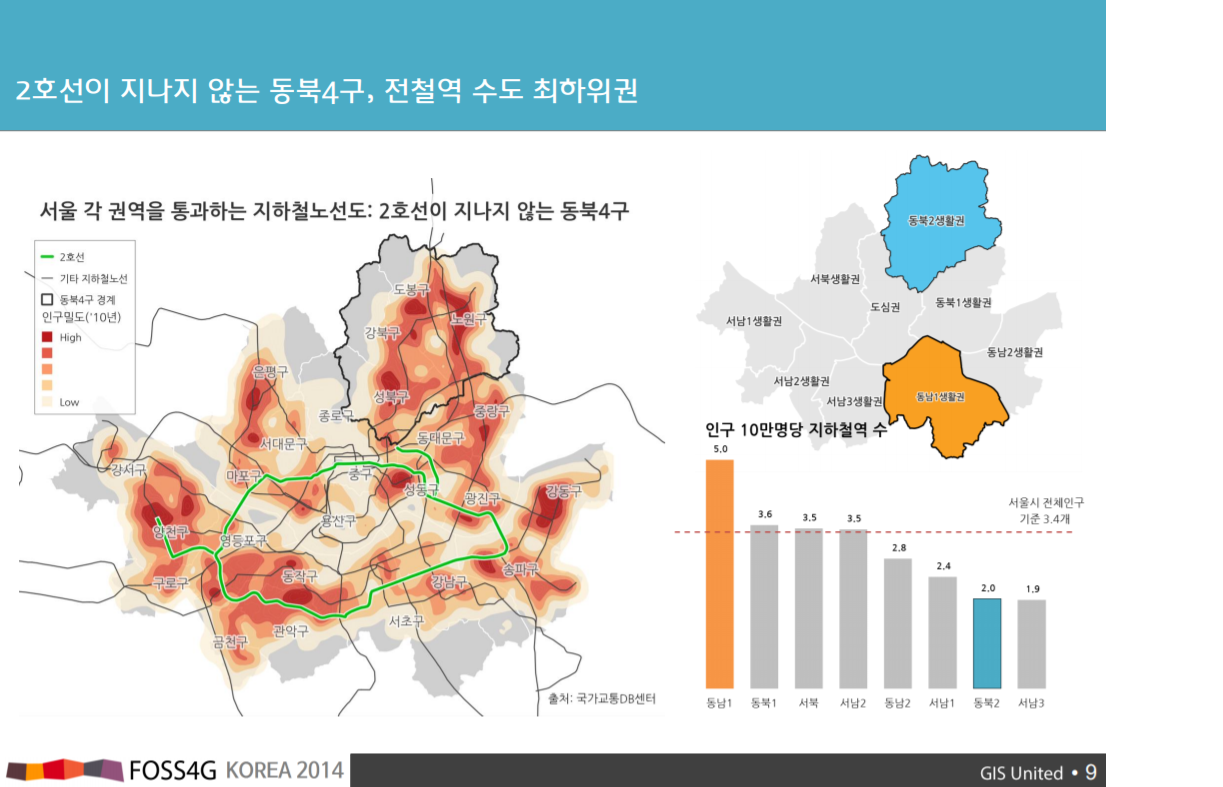 2호선이 지나지 않는 동북4구, 전철역 수도 최하위권
서울 각 권역을 통과하는 지하철노선도: 2호선이 지나지 않는 동북4구
2호선
기타 지하철노선
동북4구 경계
인구밀도('10년)
High
Low
도봉구
노원구
강북구
은평구
성북구
종로구
중랑구
서대문구
동대문구
강서구
마포구
중구
성동구
광진구
강동구
용산구
양천구
영등포구
송파구
구로구
동작구
강남구
서초구
관악구
금천구
출처: 국가교통DB센터
동북2생활권
서북생활권
도심권
동북1생활권
서남1생활권
동남2생활권
서남2생활권
서남3생활권
동남1생활권
인구 10만명당 지하철역 수
5.0
3.6
3.5
3.5
2.8
2.4
2.0
1.9
서울시 전체인구
기준 3.4개
동남1
동북1
서북
서남2
동남2
서남1
동북2
서남3
FOSS4G KOREA 2014
GIS United • 9